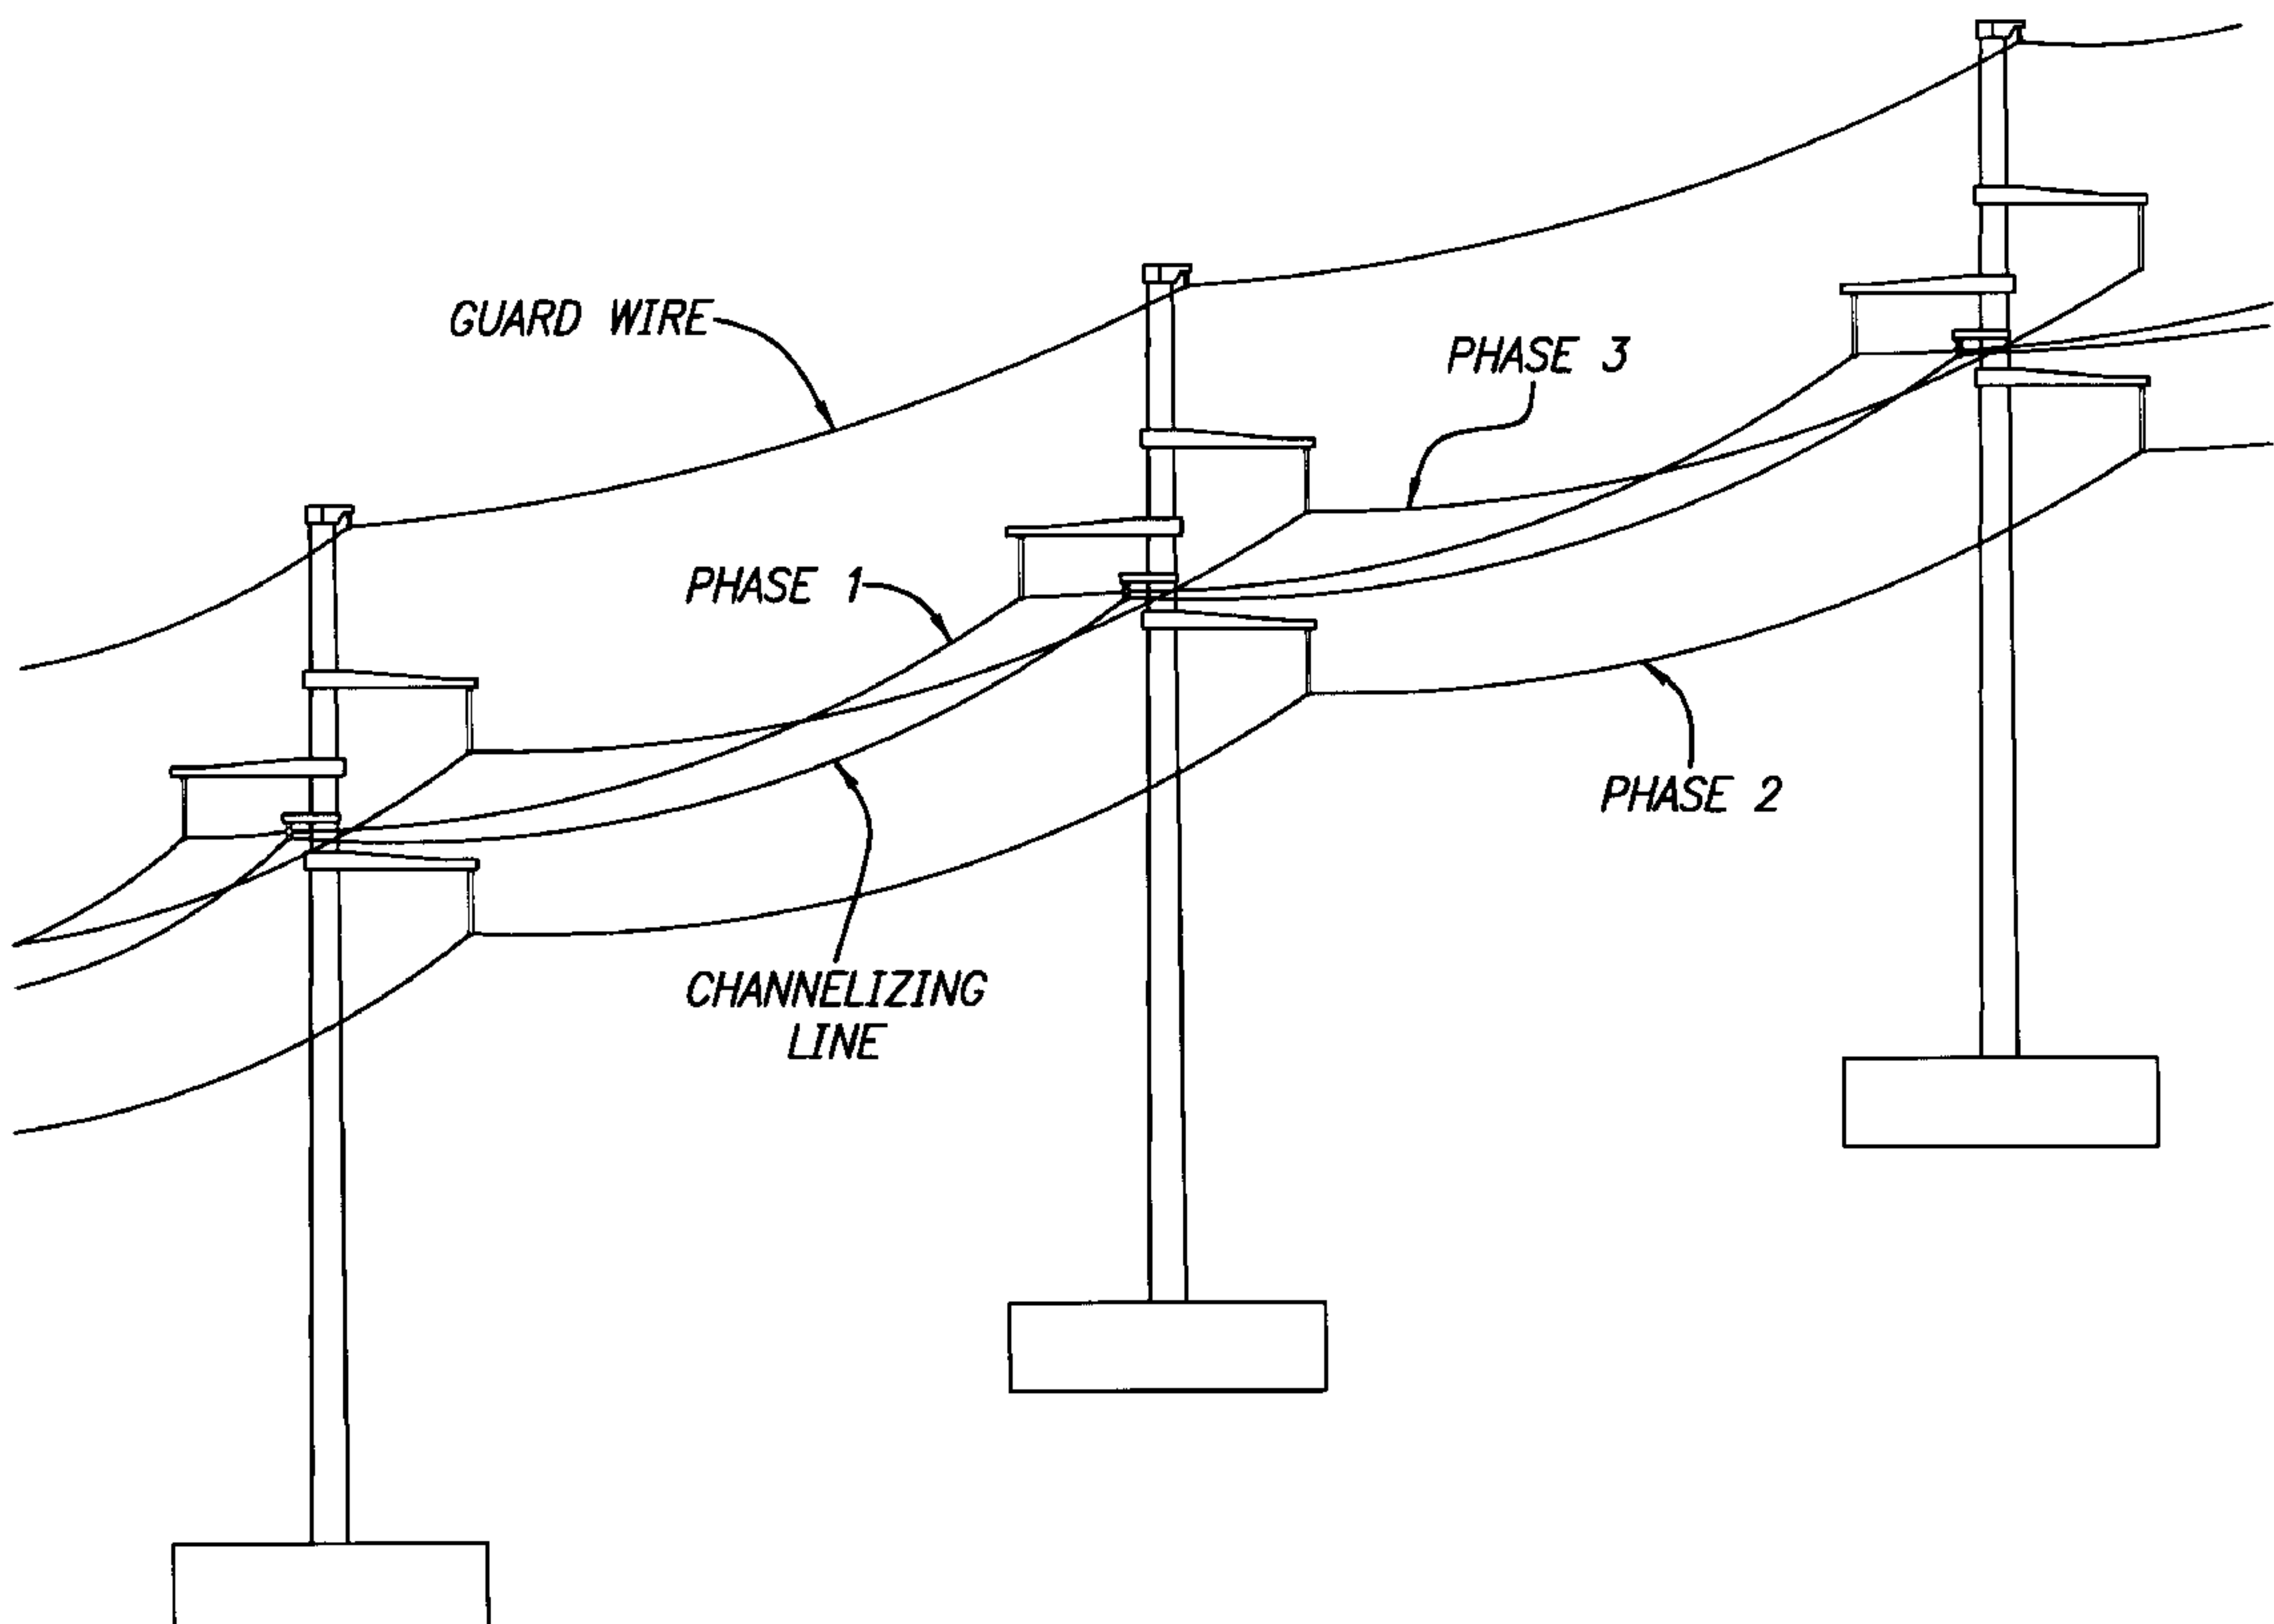 GUARD WIRE
PHASE 3
PHASE 1
PHASE 2
CHANNELIZING
LINE